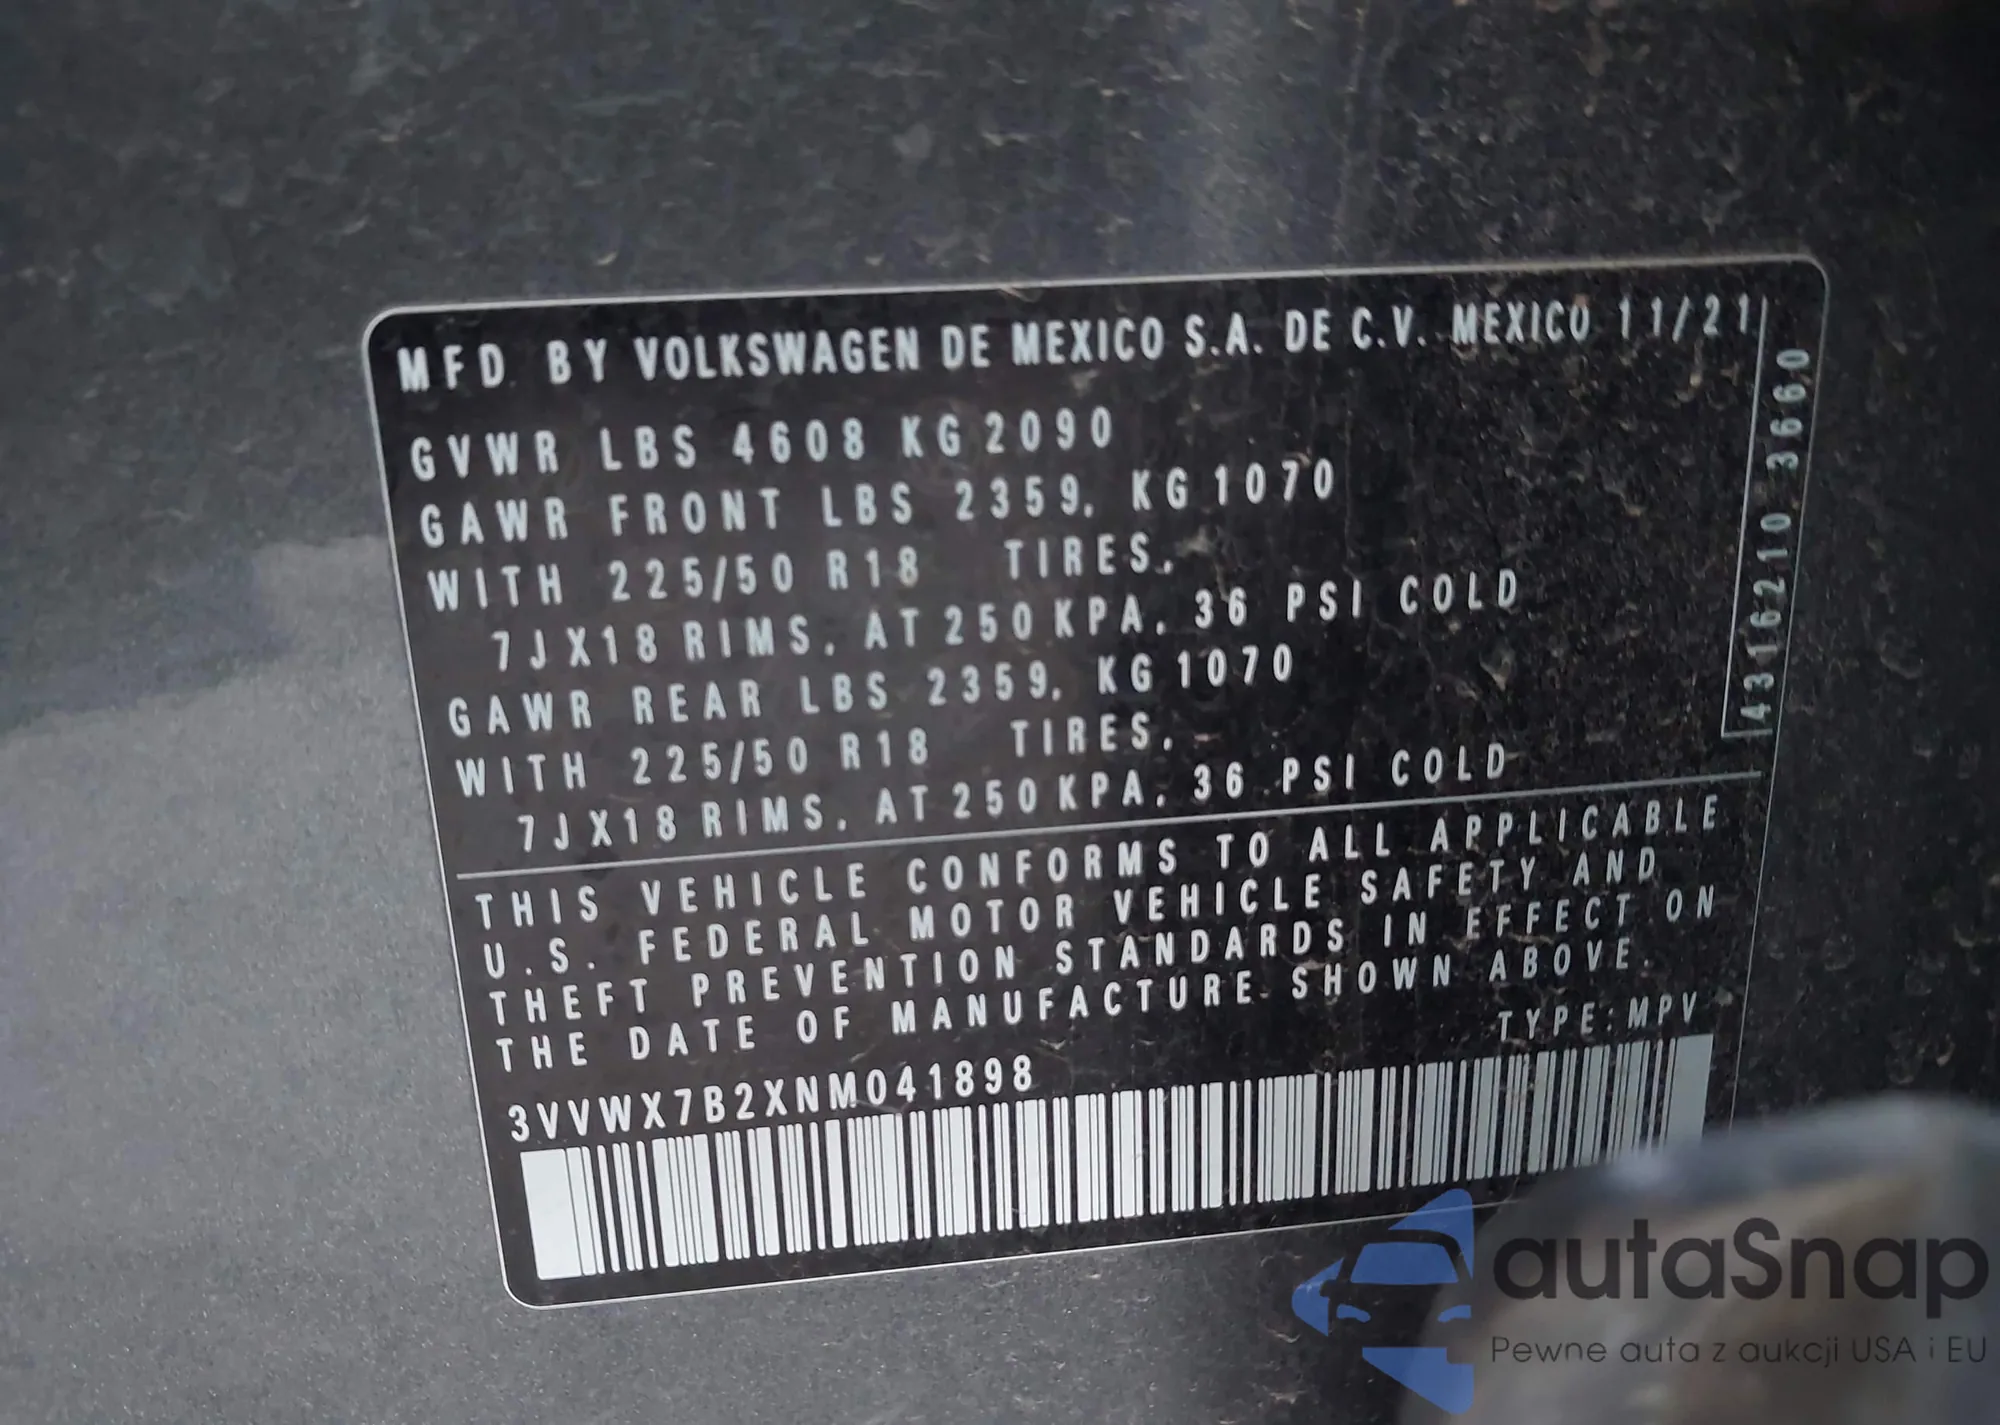 MFD BY VOLKSWAGEN DE MEXICO S.A. DE C.V. MEXICO 11/21
GVWR LBS 4608 KG 2090
GAWR FRONT LBS 2359, KG 1070
WITH 225/50 R18 TIRES,
7JX18 RIMS, AT 250 KPA, 36 PSI COLD
GAWR REAR LBS 2359, KG 1070
WITH 225/50 R18 TIRES,
7JX18 RIMS, AT 250 KPA, 36 PSI COLD
THIS VEHICLE CONFORMS TO ALL APPLICABLE
U.S. FEDERAL MOTOR VEHICLE SAFETY AND
THEFT PREVENTION STANDARDS IN EFFECT ON
THE DATE OF MANUFACTURE SHOWN ABOVE.
TYPE:MPV
3VVWX7B2XNM041898
4316210 3660
autaSnap
Pewne auta z aukcji USA i EU